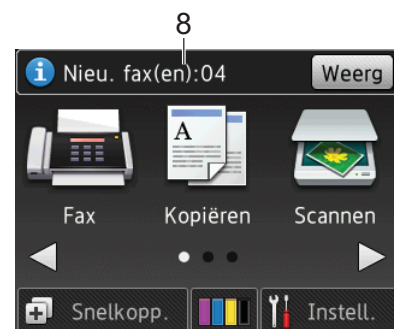 8
Nieu. fax(en):04 Weerg
A
Fax Kopiëren Scannen
Snelkopp. Instell.